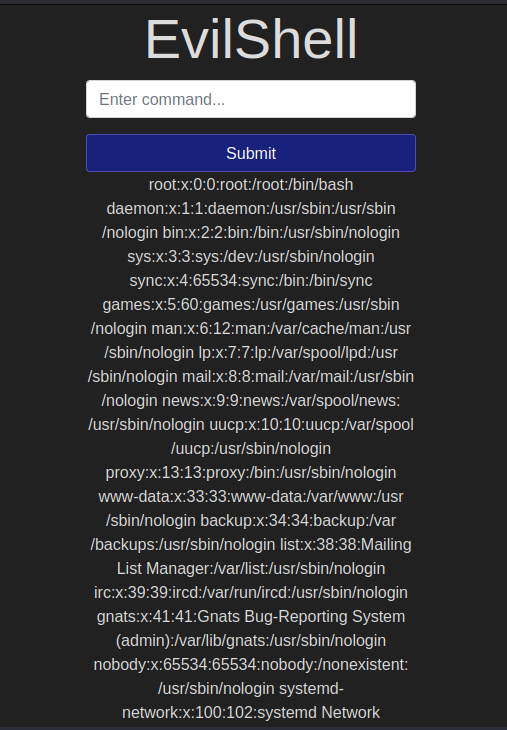 EvilShell
Enter command...
Submit
root:x:0:0:root:/root:/bin/bash
daemon:x:1:1:daemon:/usr/sbin:/usr/sbin
/nologin bin:x:2:2:bin:/bin:/usr/sbin/nologin
sys:x:3:3:sys:/dev:/usr/sbin/nologin
sync:x:4:65534:sync:/bin:/bin/sync
games:x:5:60:games:/usr/games:/usr/sbin
/nologin man:x:6:12:man:/var/cache/man:/usr
/sbin/nologin lp:x:7:7:lp:/var/spool/lpd:/usr
/sbin/nologin mail:x:8:8:mail:/var/mail:/usr/sbin
/nologin news:x:9:9:news:/var/spool/news:
/usr/sbin/nologin uucp:x:10:10:uucp:/var/spool
/uucp:/usr/sbin/nologin
proxy:x:13:13:proxy:/bin:/usr/sbin/nologin
www-data:x:33:33:www-data:/var/www:/usr
/sbin/nologin backup:x:34:34:backup:/var
/backups:/usr/sbin/nologin list:x:38:38:Mailing
List Manager:/var/list:/usr/sbin/nologin
irc:x:39:39:ircd:/var/run/ircd:/usr/sbin/nologin
gnats:x:41:41:Gnats Bug-Reporting System
(admin):/var/lib/gnats:/usr/sbin/nologin
nobody:x:65534:65534:nobody:/nonexistent:
/usr/sbin/nologin systemd-
network:x:100:102:systemd Network